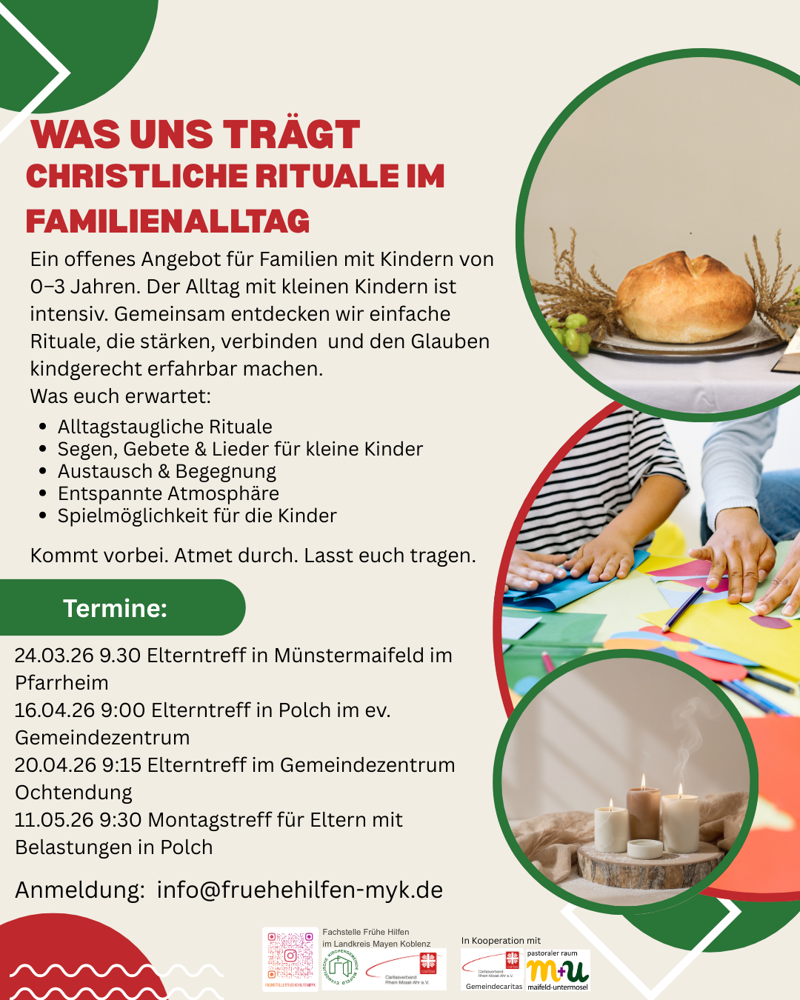 WAS UNS TRÄGT
CHRISTLICHE RITUALE IM
FAMILIENALLTAG
Ein offenes Angebot für Familien mit Kindern von
0–3 Jahren. Der Alltag mit kleinen Kindern ist
intensiv. Gemeinsam entdecken wir einfache
Rituale, die stärken, verbinden und den Glauben
kindgerecht erfahrbar machen.
Was euch erwartet:
• Alltagstaugliche Rituale
• Segen, Gebete & Lieder für kleine Kinder
• Austausch & Begegnung
• Entspannte Atmosphäre
• Spielmöglichkeit für die Kinder
Kommt vorbei. Atmet durch. Lasst euch tragen.
Termine:
24.03.26 9.30 Elterntreff in Münstermaifeld im
Pfarrheim
16.04.26 9:00 Elterntreff in Polch im ev.
Gemeindezentrum
20.04.26 9:15 Elterntreff im Gemeindezentrum
Ochtendung
11.05.26 9:30 Montagstreff für Eltern mit
Belastungen in Polch
Anmeldung: info@fruehehilfen-myk.de
Fachstelle Frühe Hilfen
im Landkreis Mayen Koblenz
FACHSTELLEFRUEHEHILFENMYK
EVANGELISCHE KIRCHENGEMEINDE MAIFELD
caritas
Caritasverband
Rhein-Mosel-Ahr e.V.
In Kooperation mit
caritas
Caritasverband
Rhein-Mosel-Ahr e.V.
Gemeindecaritas
pastoraler raum
m+u
maifeld-untermosel